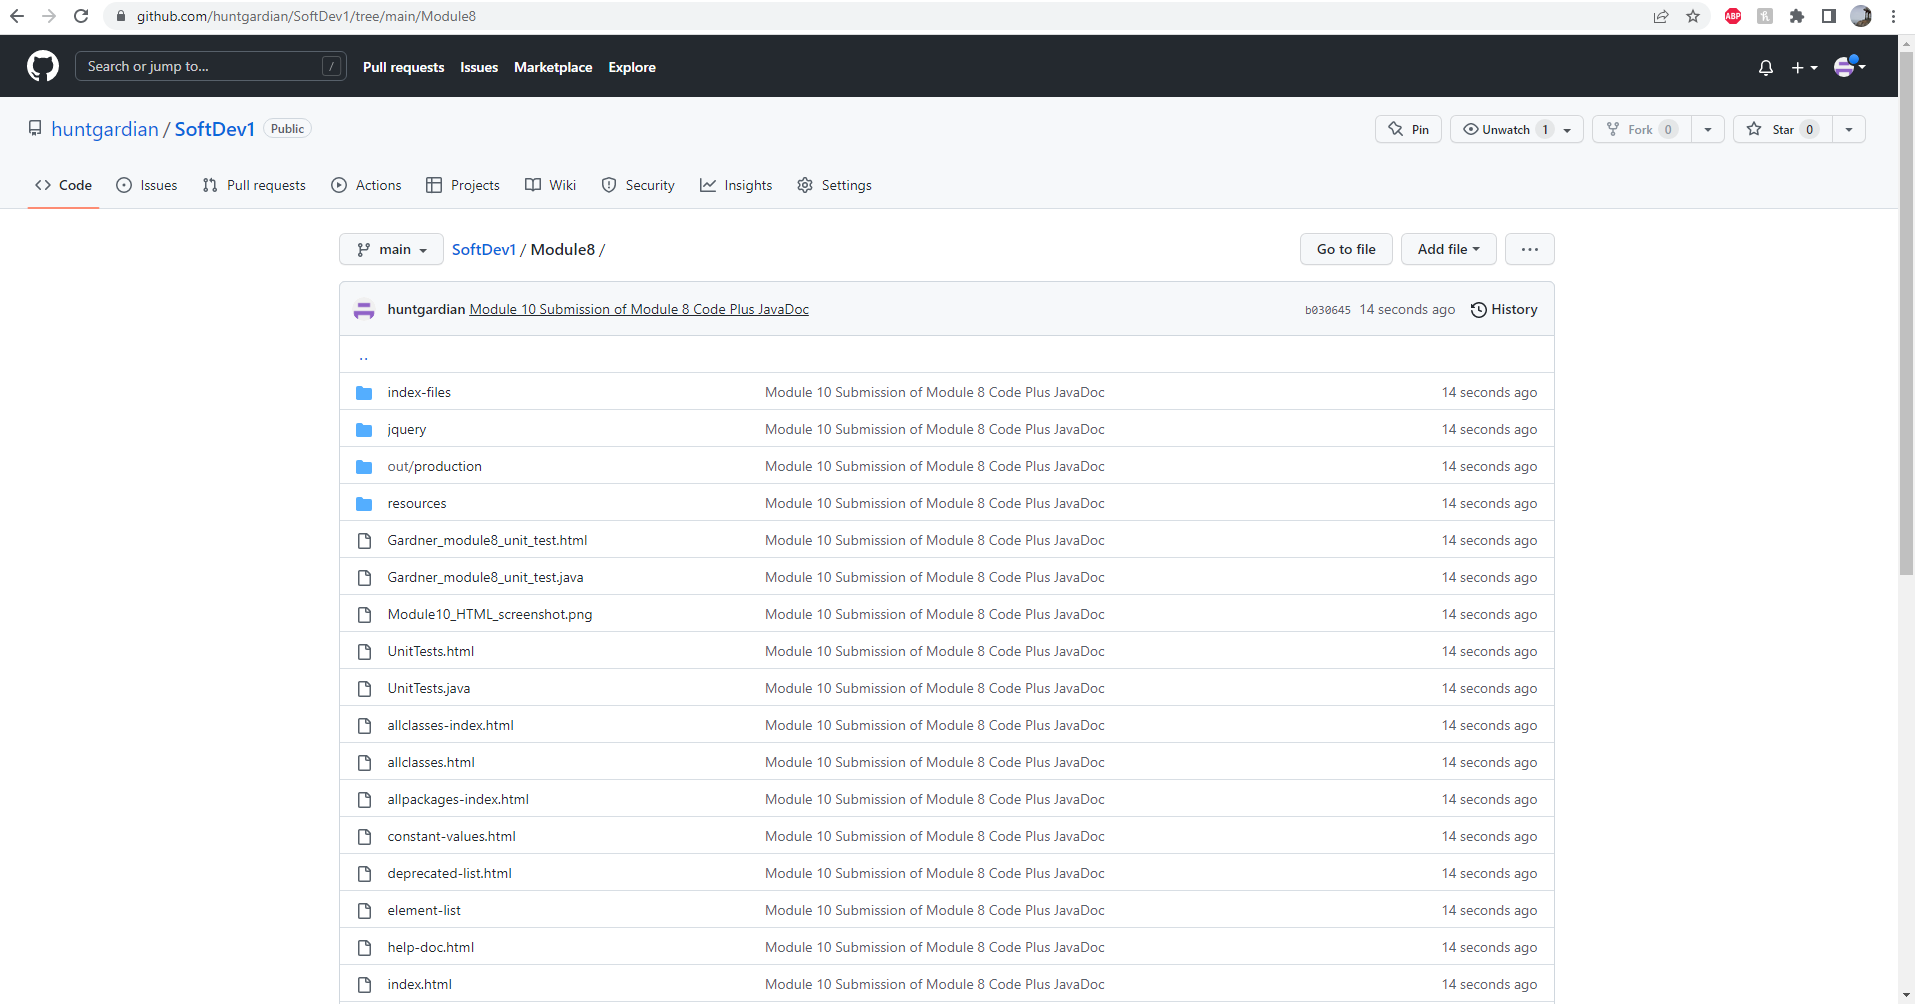 github.com/huntgardian/SoftDev1/tree/main/Module8
ABP
Search or jump to... /
Pull requests Issues Marketplace Explore
huntgardian / SoftDev1 Public
Pin Unwatch 1 Fork 0 Star 0
Code Issues Pull requests Actions Projects Wiki Security Insights Settings
main SoftDev1 / Module8 / Go to file Add file ...
huntgardian Module 10 Submission of Module 8 Code Plus JavaDoc b030645 14 seconds ago History
..
index-files Module 10 Submission of Module 8 Code Plus JavaDoc 14 seconds ago
jquery Module 10 Submission of Module 8 Code Plus JavaDoc 14 seconds ago
out/production Module 10 Submission of Module 8 Code Plus JavaDoc 14 seconds ago
resources Module 10 Submission of Module 8 Code Plus JavaDoc 14 seconds ago
Gardner_module8_unit_test.html Module 10 Submission of Module 8 Code Plus JavaDoc 14 seconds ago
Gardner_module8_unit_test.java Module 10 Submission of Module 8 Code Plus JavaDoc 14 seconds ago
Module10_HTML_screenshot.png Module 10 Submission of Module 8 Code Plus JavaDoc 14 seconds ago
UnitTests.html Module 10 Submission of Module 8 Code Plus JavaDoc 14 seconds ago
UnitTests.java Module 10 Submission of Module 8 Code Plus JavaDoc 14 seconds ago
allclasses-index.html Module 10 Submission of Module 8 Code Plus JavaDoc 14 seconds ago
allclasses.html Module 10 Submission of Module 8 Code Plus JavaDoc 14 seconds ago
allpackages-index.html Module 10 Submission of Module 8 Code Plus JavaDoc 14 seconds ago
constant-values.html Module 10 Submission of Module 8 Code Plus JavaDoc 14 seconds ago
deprecated-list.html Module 10 Submission of Module 8 Code Plus JavaDoc 14 seconds ago
element-list Module 10 Submission of Module 8 Code Plus JavaDoc 14 seconds ago
help-doc.html Module 10 Submission of Module 8 Code Plus JavaDoc 14 seconds ago
index.html Module 10 Submission of Module 8 Code Plus JavaDoc 14 seconds ago